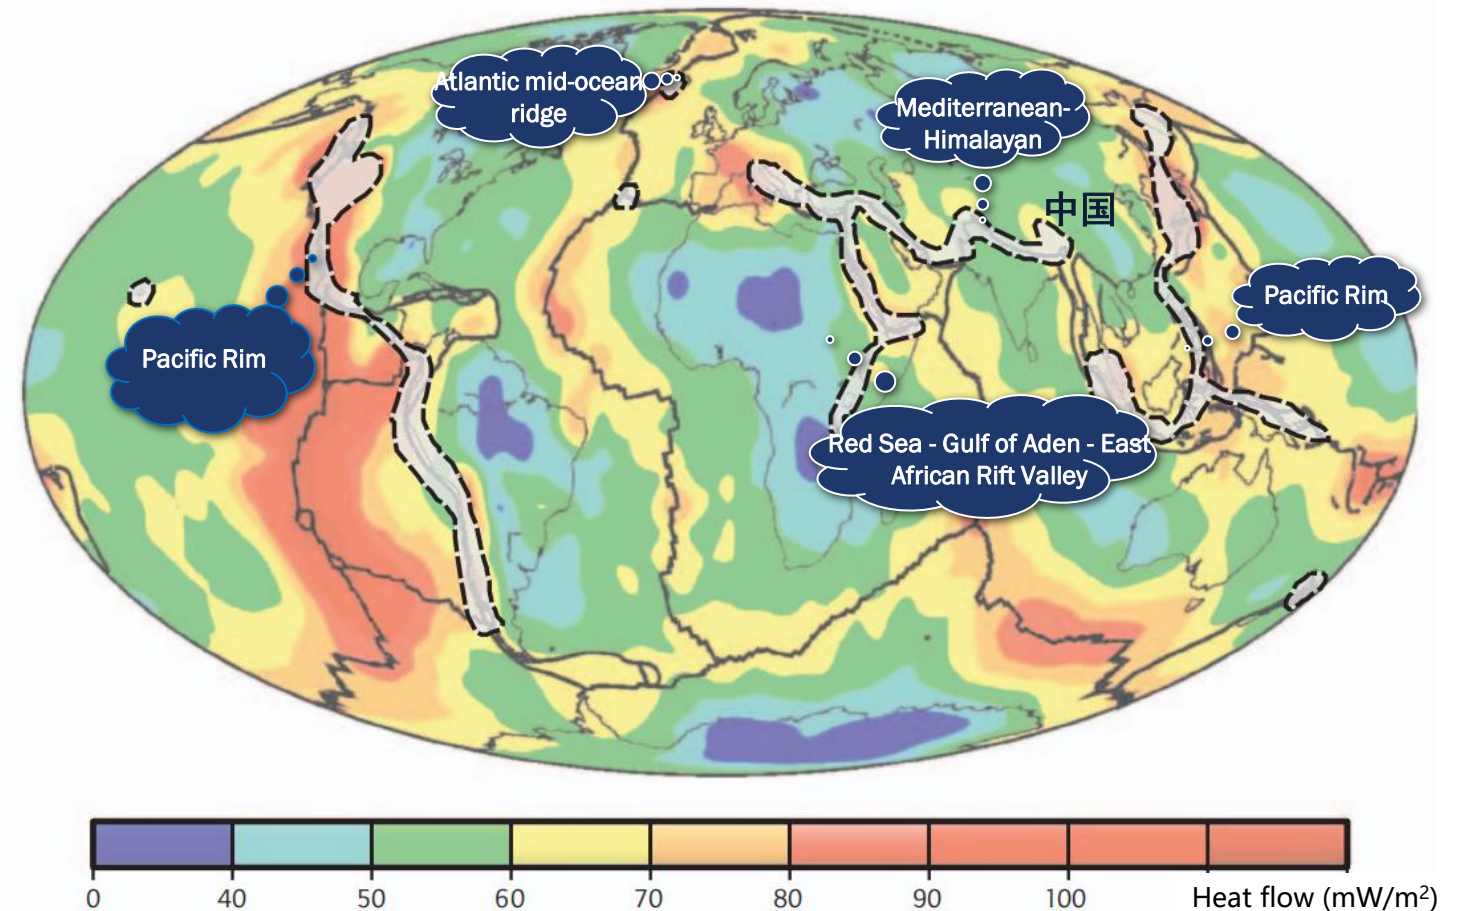 Atlantic mid-ocean
ridge
Mediterranean-
Himalayan
中国
Pacific Rim
Pacific Rim
Red Sea - Gulf of Aden - East
African Rift Valley
0 40 50 60 70 80 90 100 Heat flow (mW/m²)